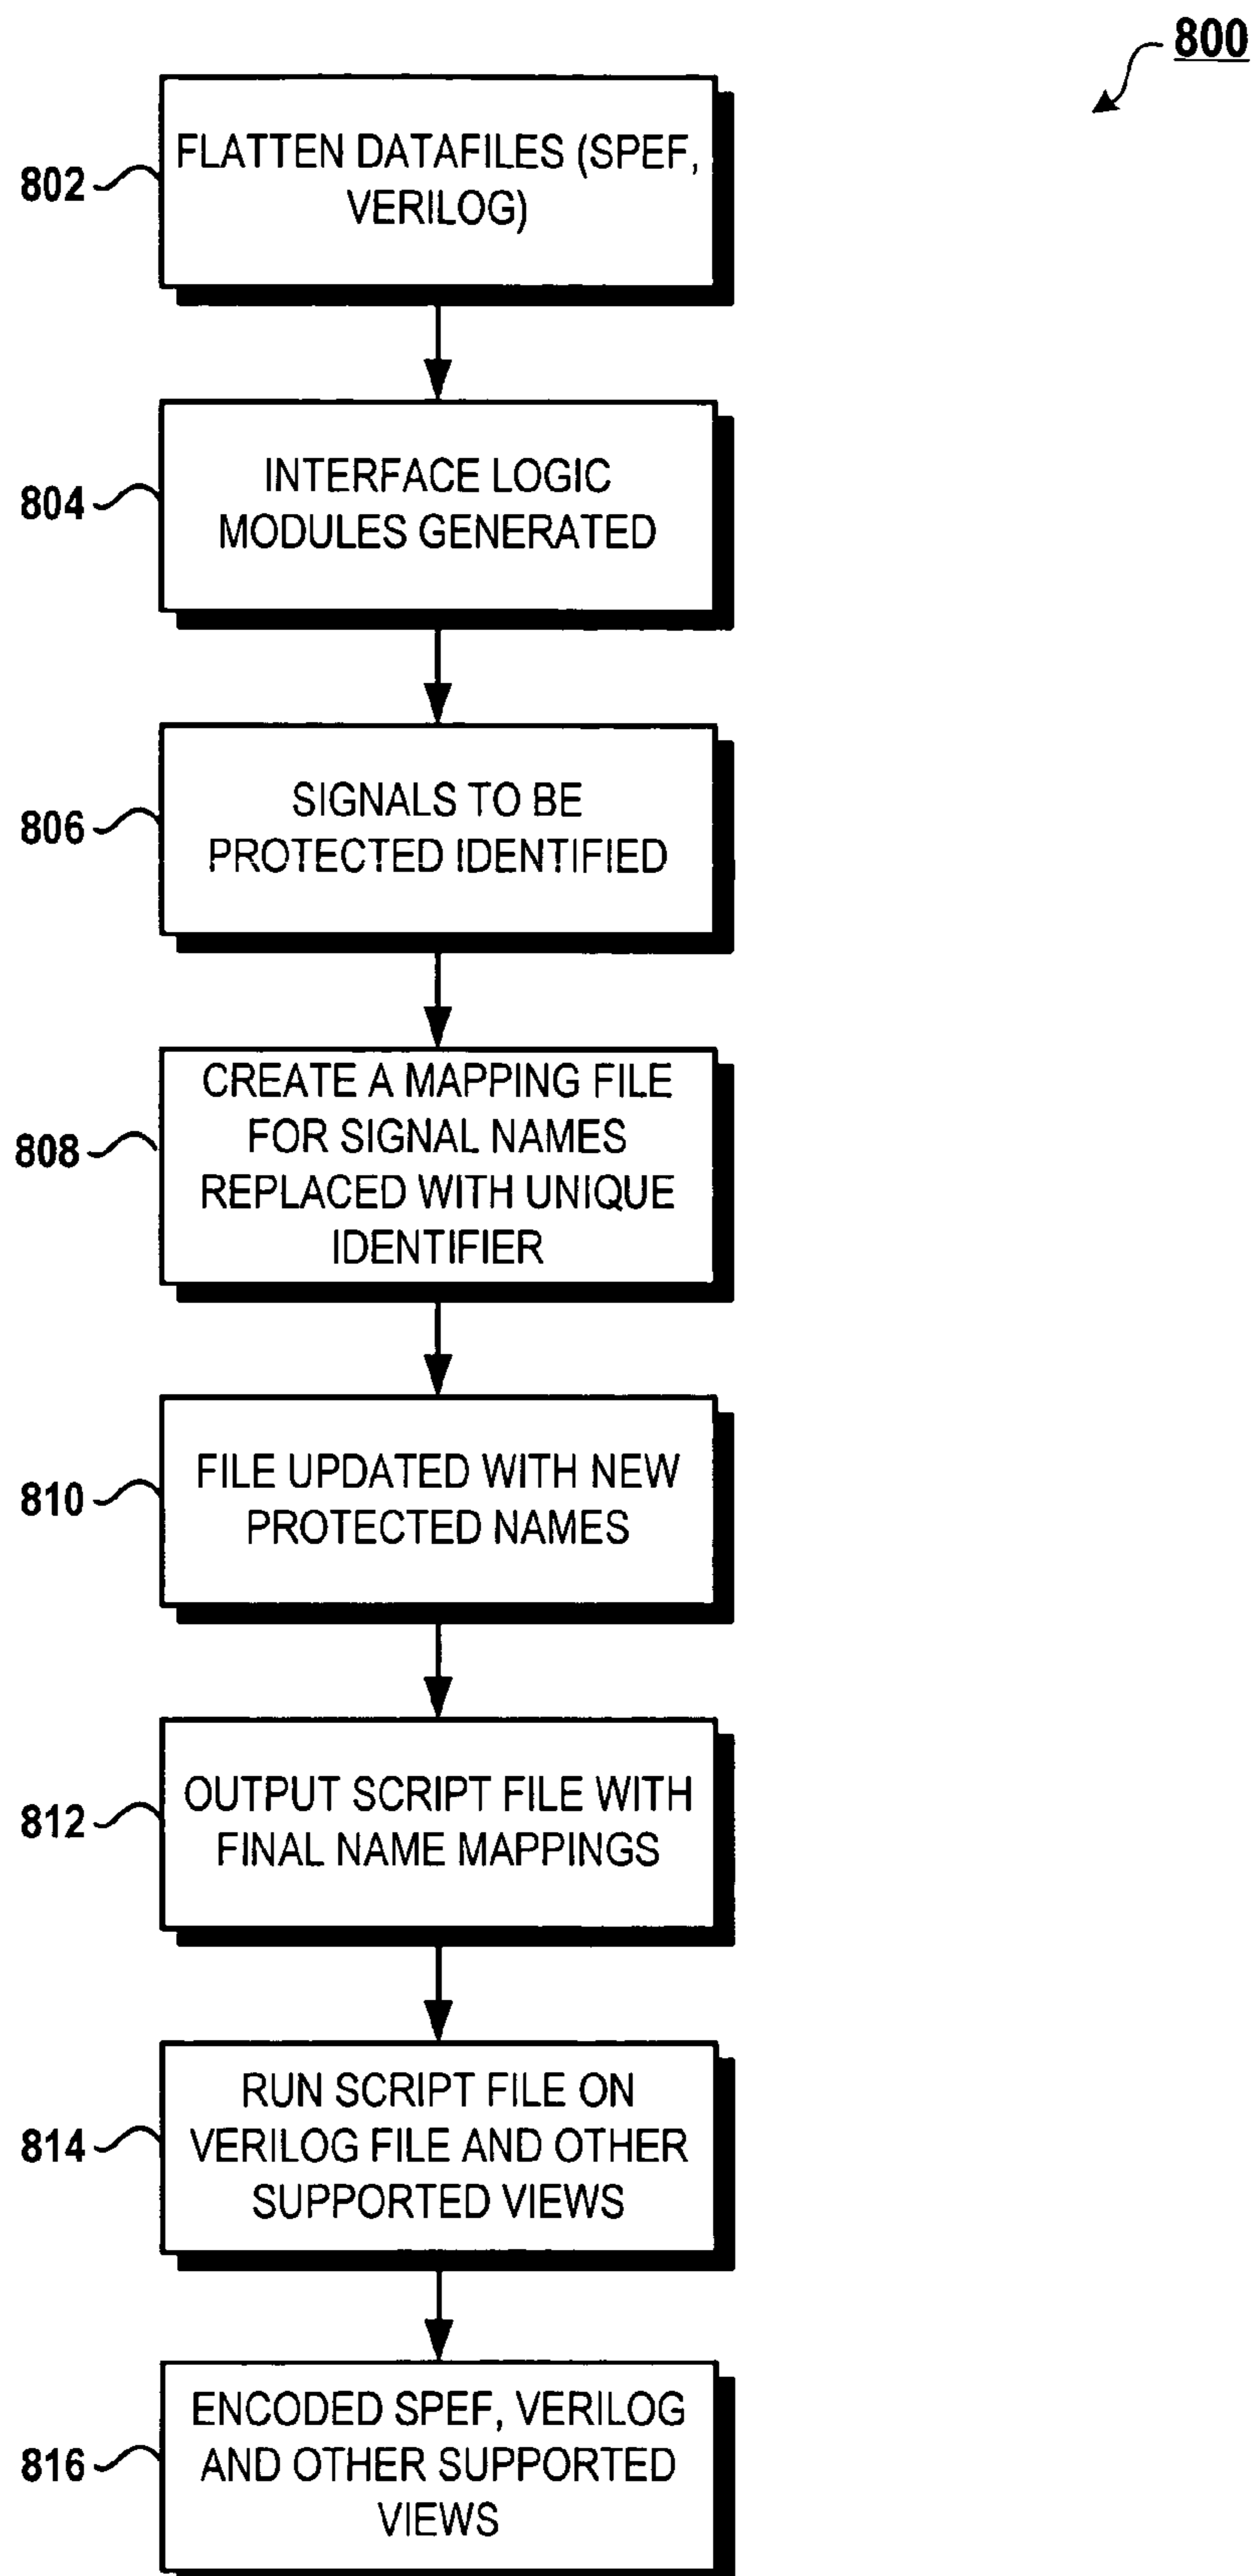 800
802
FLATTEN DATAFILES (SPEF,
VERILOG)
804
INTERFACE LOGIC
MODULES GENERATED
806
SIGNALS TO BE
PROTECTED IDENTIFIED
808
CREATE A MAPPING FILE
FOR SIGNAL NAMES
REPLACED WITH UNIQUE
IDENTIFIER
810
FILE UPDATED WITH NEW
PROTECTED NAMES
812
OUTPUT SCRIPT FILE WITH
FINAL NAME MAPPINGS
814
RUN SCRIPT FILE ON
VERILOG FILE AND OTHER
SUPPORTED VIEWS
816
ENCODED SPEF, VERILOG
AND OTHER SUPPORTED
VIEWS